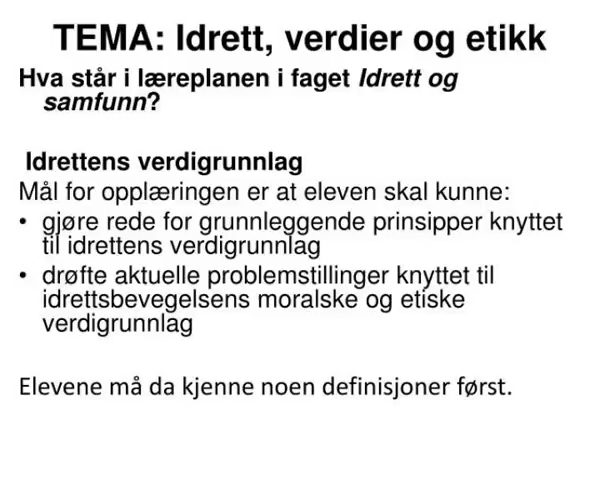 TEMA: Idrett, verdier og etikk
Hva står i læreplanen i faget Idrett og
samfunn?
Idrettens verdigrunnlag
Mål for opplæringen er at eleven skal kunne:
• gjøre rede for grunnleggende prinsipper knyttet
til idrettens verdigrunnlag
• drøfte aktuelle problemstillinger knyttet til
idrettsbevegelsens moralske og etiske
verdigrunnlag
Elevene må da kjenne noen definisjoner først.